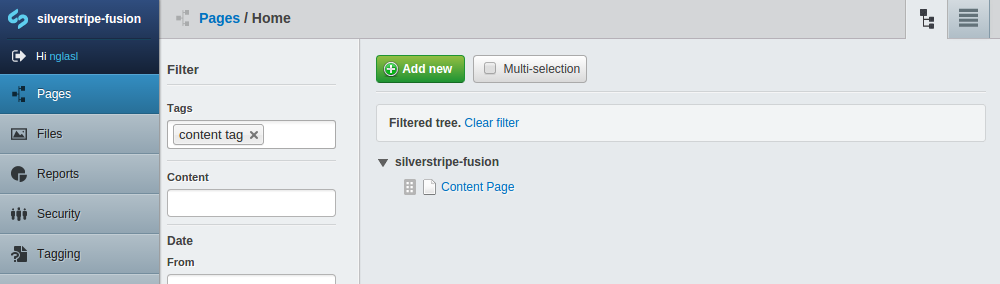 silverstripe-fusion
Hi nglasl
Pages
Files
Reports
Security
Tagging
Pages / Home
Filter
Tags
content tag
Content
Date
From
Add new
Multi-selection
Filtered tree. Clear filter
silverstripe-fusion
Content Page